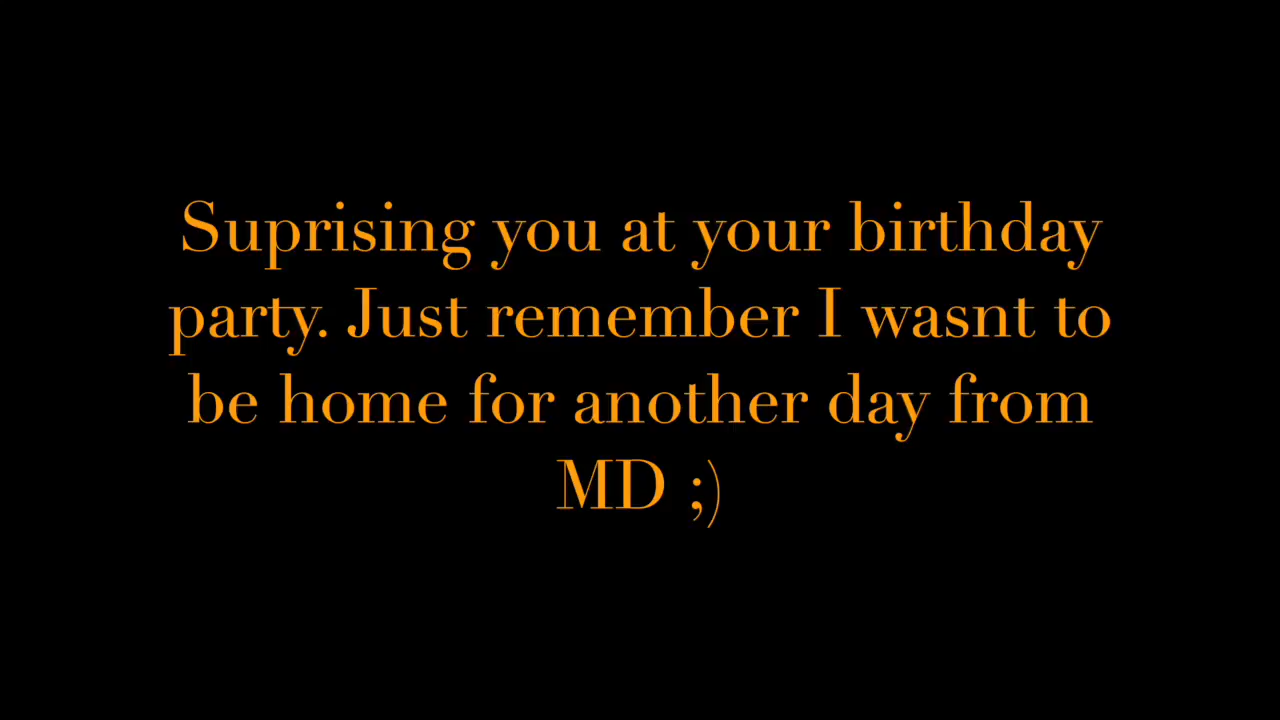 Suprising you at your birthday
party. Just remember I wasnt to
be home for another day from
MD ;)